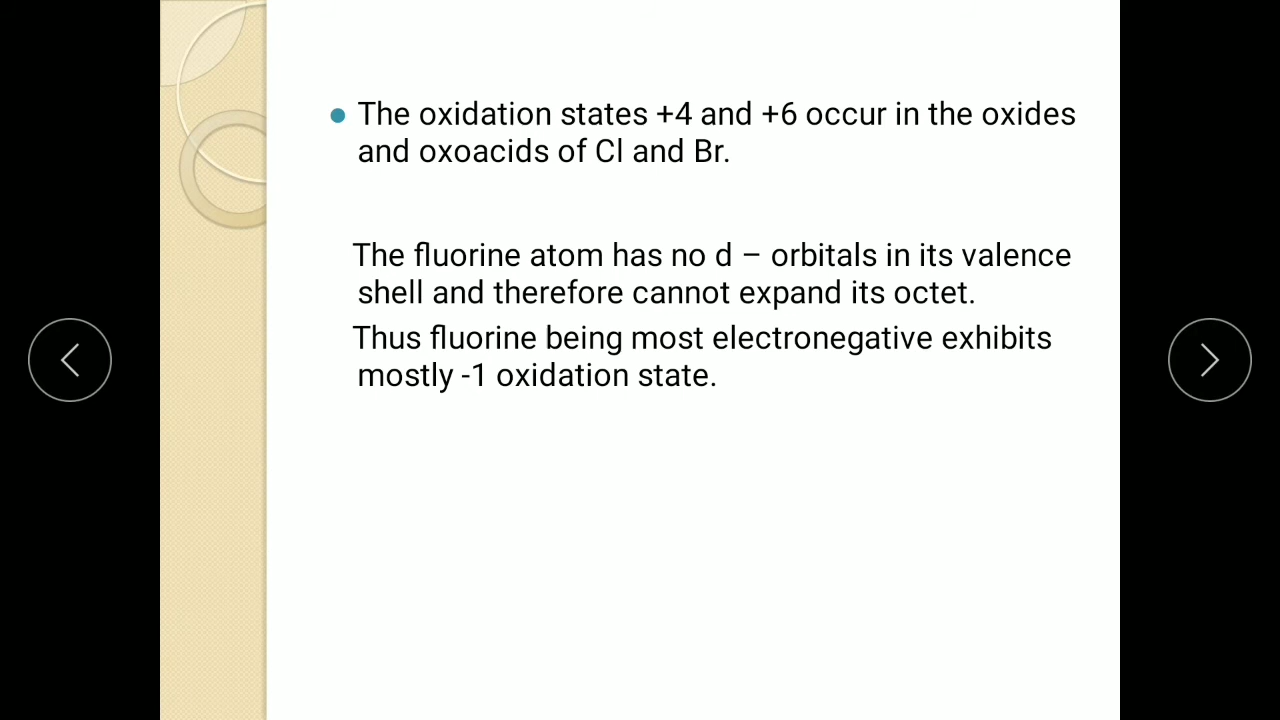 The oxidation states +4 and +6 occur in the oxides
and oxoacids of Cl and Br.
The fluorine atom has no d – orbitals in its valence
shell and therefore cannot expand its octet.
Thus fluorine being most electronegative exhibits
mostly -1 oxidation state.